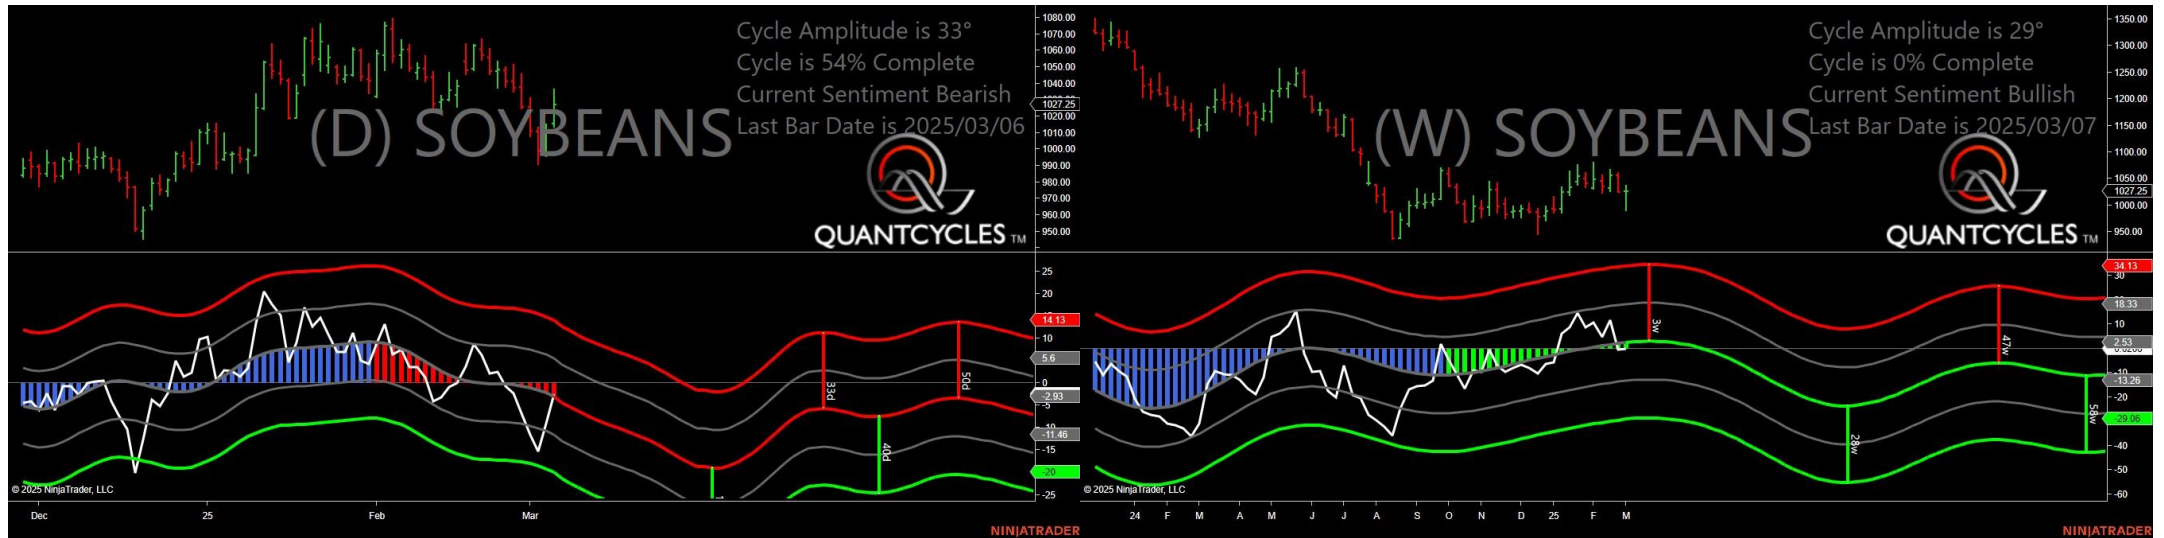 Cycle Amplitude is 33°
Cycle is 54% Complete
Current Sentiment Bearish
Last Bar Date is 2025/03/06
(D) SOYBEANS
QUANTCYCLES TM
1080.00
1070.00
1060.00
1050.00
1040.00
1027.25
1020.00
1010.00
1000.00
990.00
980.00
970.00
960.00
950.00
25
20
14.13
10
5.6
0
-2.93
-5
-11.46
-15
-20
-25
33d
50d
40d
© 2025 NinjaTrader, LLC
Dec
25
Feb
Mar
NINJATRADER
Cycle Amplitude is 29°
Cycle is 0% Complete
Current Sentiment Bullish
Last Bar Date is 2025/03/07
(W) SOYBEANS
QUANTCYCLES TM
1350.00
1300.00
1250.00
1200.00
1150.00
1100.00
1050.00
1027.25
1000.00
950.00
34.13
30
18.33
10
2.53
-10
-13.26
-20
-29.06
-40
-50
-60
3w
47w
28w
58w
© 2025 NinjaTrader, LLC
24
F
M
A
M
J
J
A
S
O
N
D
25
F
M
NINJATRADER